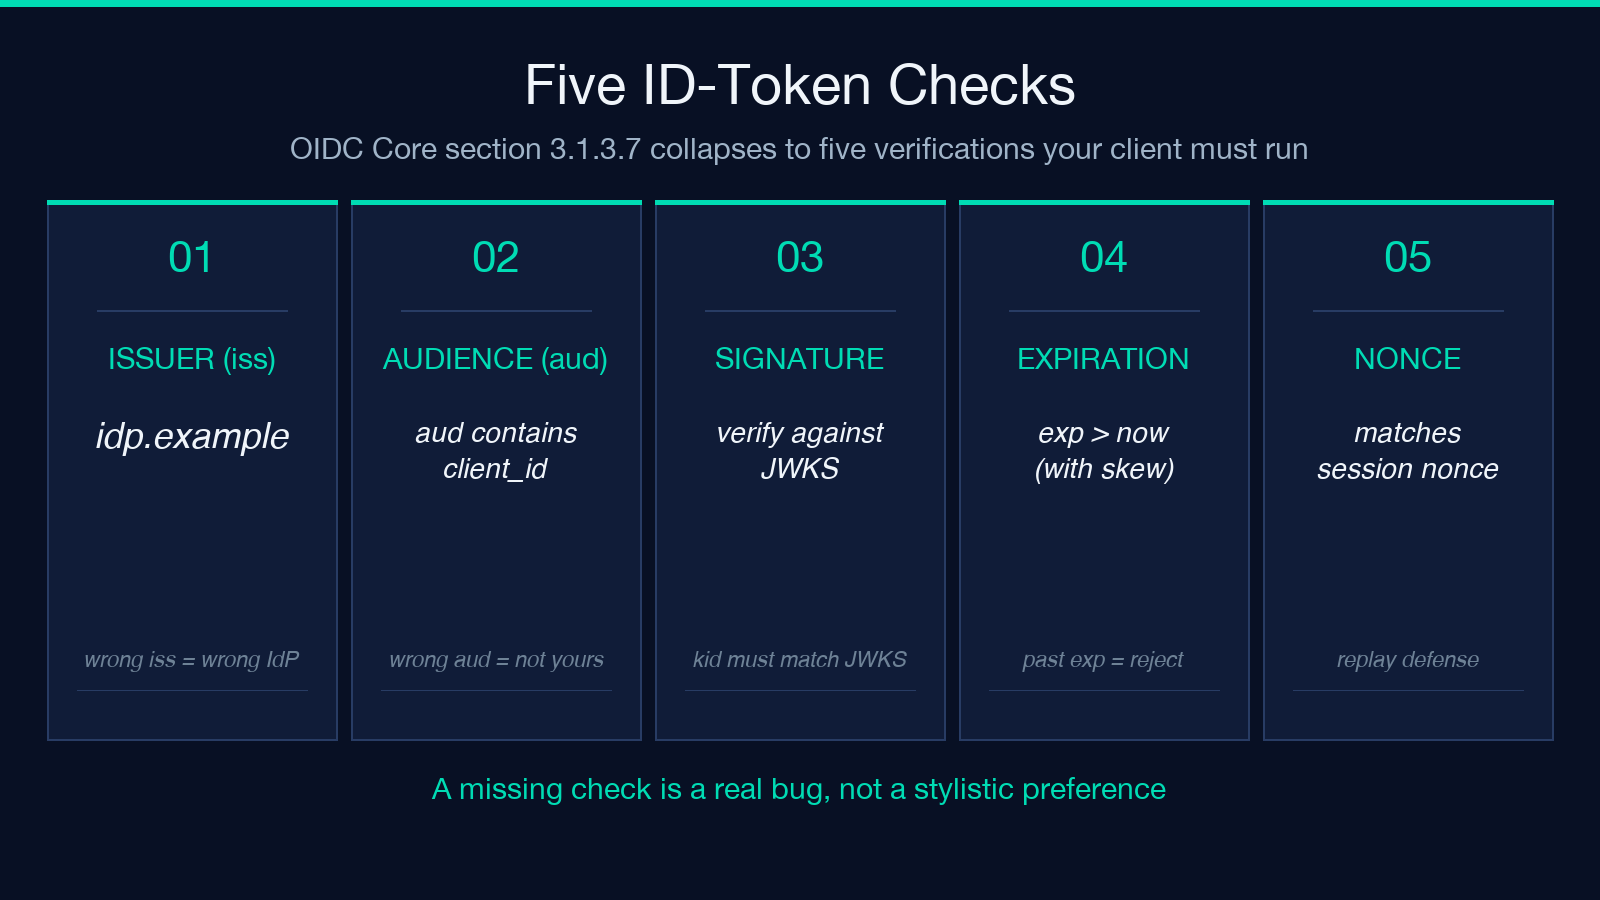 Five ID-Token Checks
OIDC Core section 3.1.3.7 collapses to five verifications your client must run
01
ISSUER (iss)
idp.example
wrong iss = wrong IdP
02
AUDIENCE (aud)
aud contains
client_id
wrong aud = not yours
03
SIGNATURE
verify against
JWKS
kid must match JWKS
04
EXPIRATION
exp > now
(with skew)
past exp = reject
05
NONCE
matches
session nonce
replay defense
A missing check is a real bug, not a stylistic preference